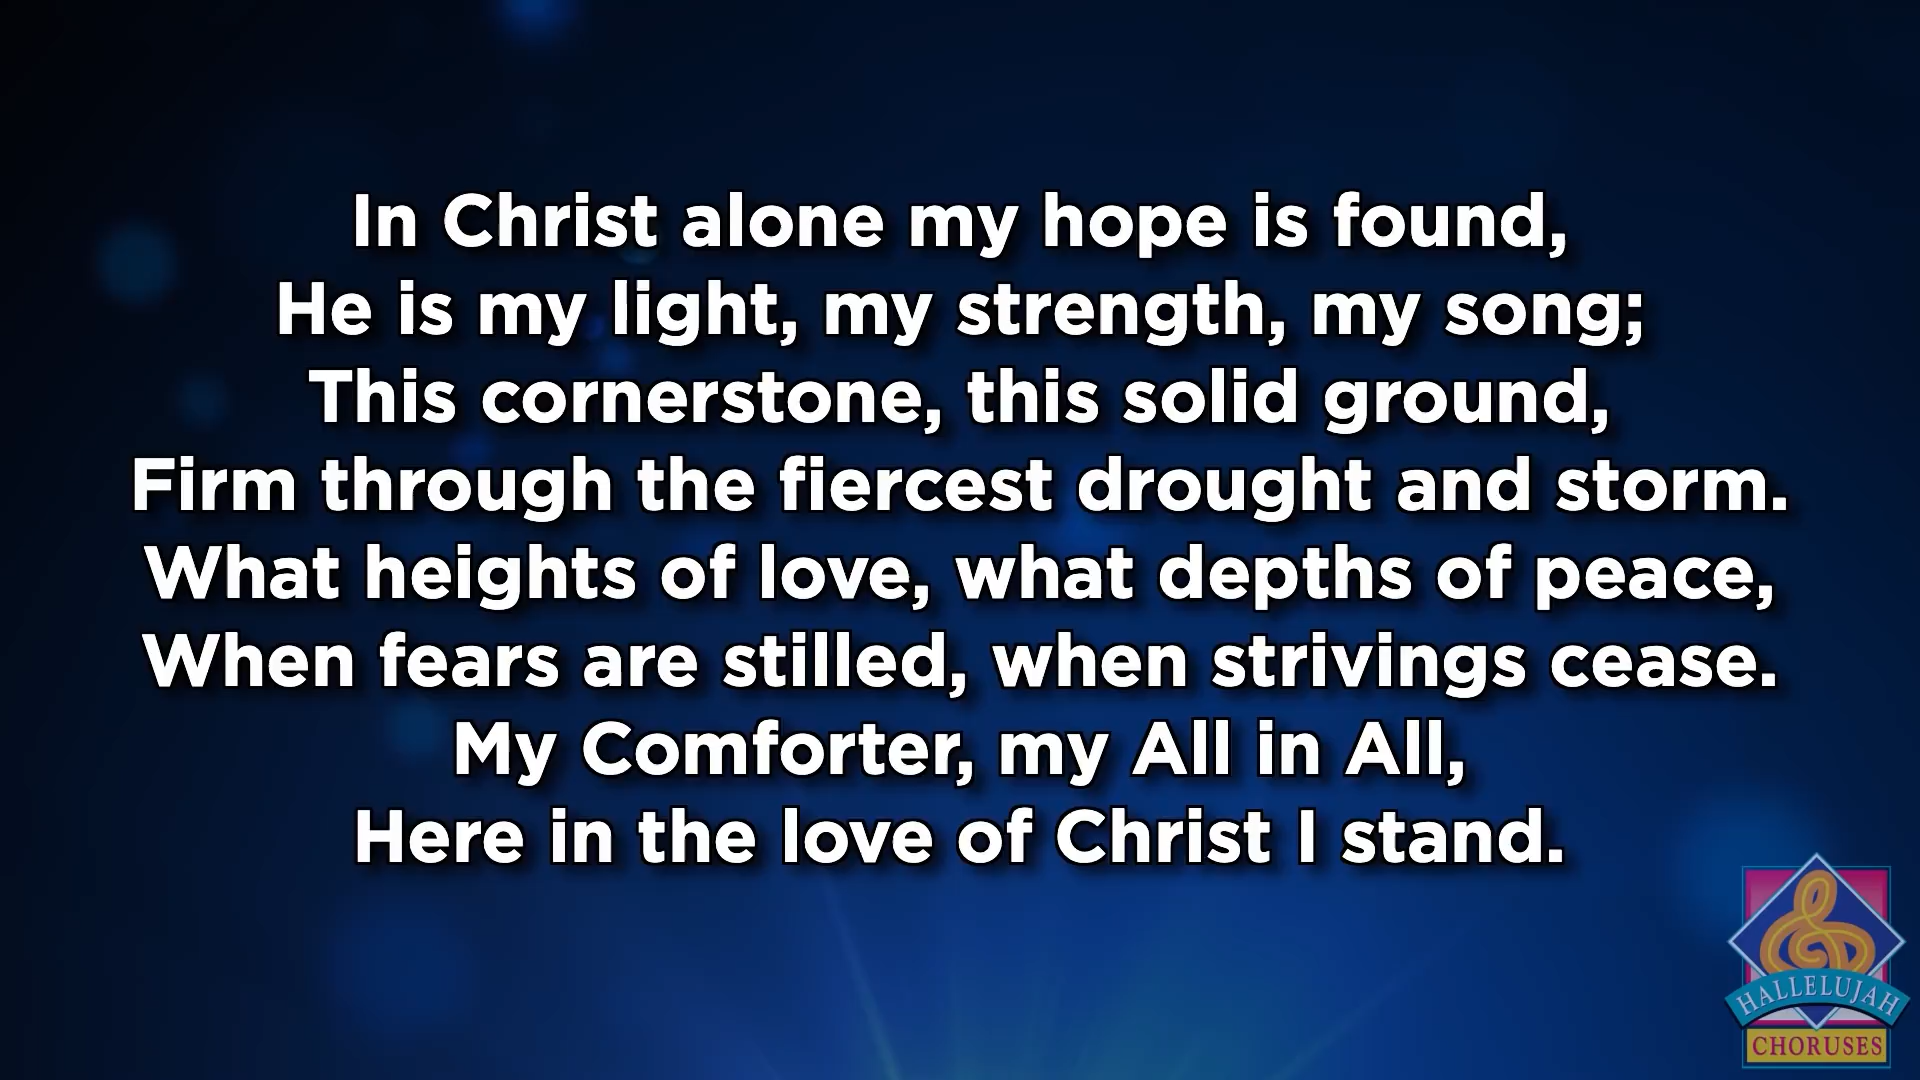 In Christ alone my hope is found,
He is my light, my strength, my song;
This cornerstone, this solid ground,
Firm through the fiercest drought and storm.
What heights of love, what depths of peace,
When fears are stilled, when strivings cease.
My Comforter, my All in All,
Here in the love of Christ I stand.
HALLELUJAH
CHORUSES